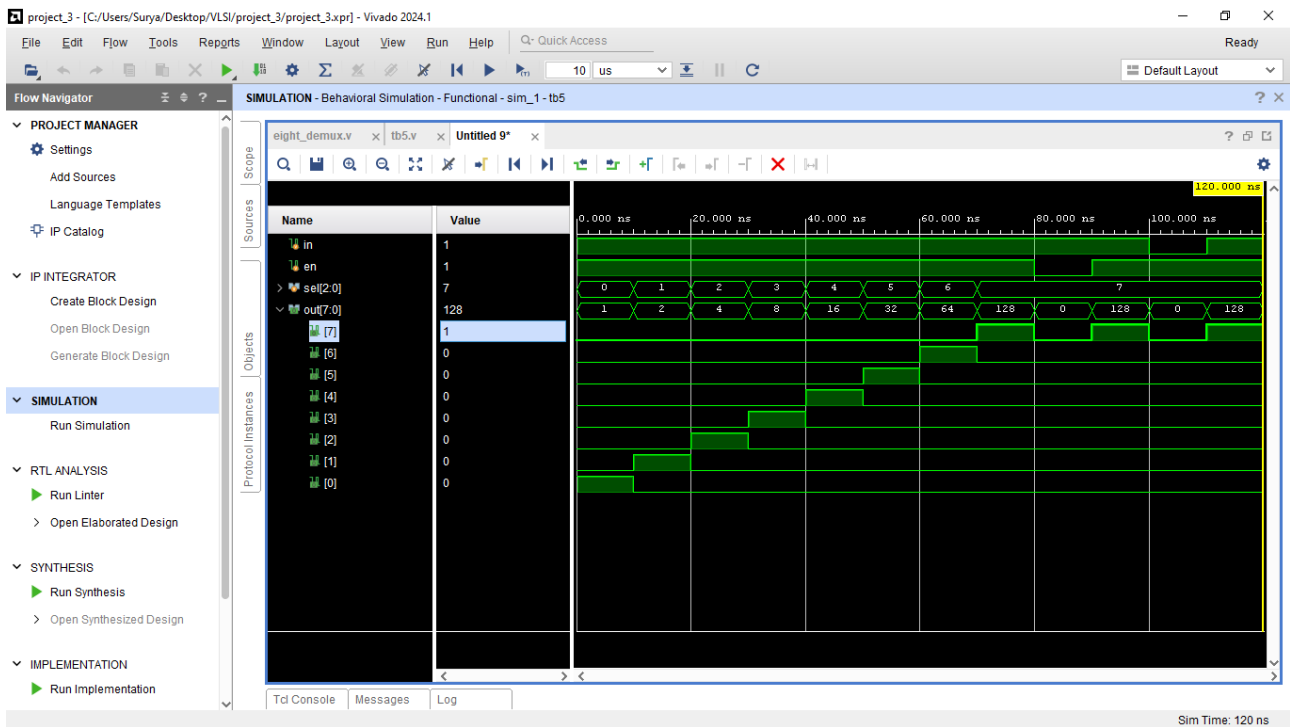 project_3 - [C:/Users/Surya/Desktop/VLSI/project_3/project_3.xpr] - Vivado 2024.1
File Edit Flow Tools Reports Window Layout View Run Help Q- Quick Access Ready
10 us Default Layout
Flow Navigator ? SIMULATION - Behavioral Simulation - Functional - sim_1 - tb5 ?
PROJECT MANAGER
Settings
Add Sources
Language Templates
IP Catalog
IP INTEGRATOR
Create Block Design
Open Block Design
Generate Block Design
SIMULATION
Run Simulation
RTL ANALYSIS
Run Linter
Open Elaborated Design
SYNTHESIS
Run Synthesis
Open Synthesized Design
IMPLEMENTATION
Run Implementation
Scope
Sources
Objects
Protocol Instances
eight_demux.v tb5.v Untitled 9* ?
120.000 ns
Name Value 0.000 ns 20.000 ns 40.000 ns 60.000 ns 80.000 ns 100.000 ns
in 1
en 1
sel[2:0] 7 0 1 2 3 4 5 6 7
out[7:0] 128 1 2 4 8 16 32 64 128 0 128 0 128
[7] 1
[6] 0
[5] 0
[4] 0
[3] 0
[2] 0
[1] 0
[0] 0
Tcl Console Messages Log
Sim Time: 120 ns